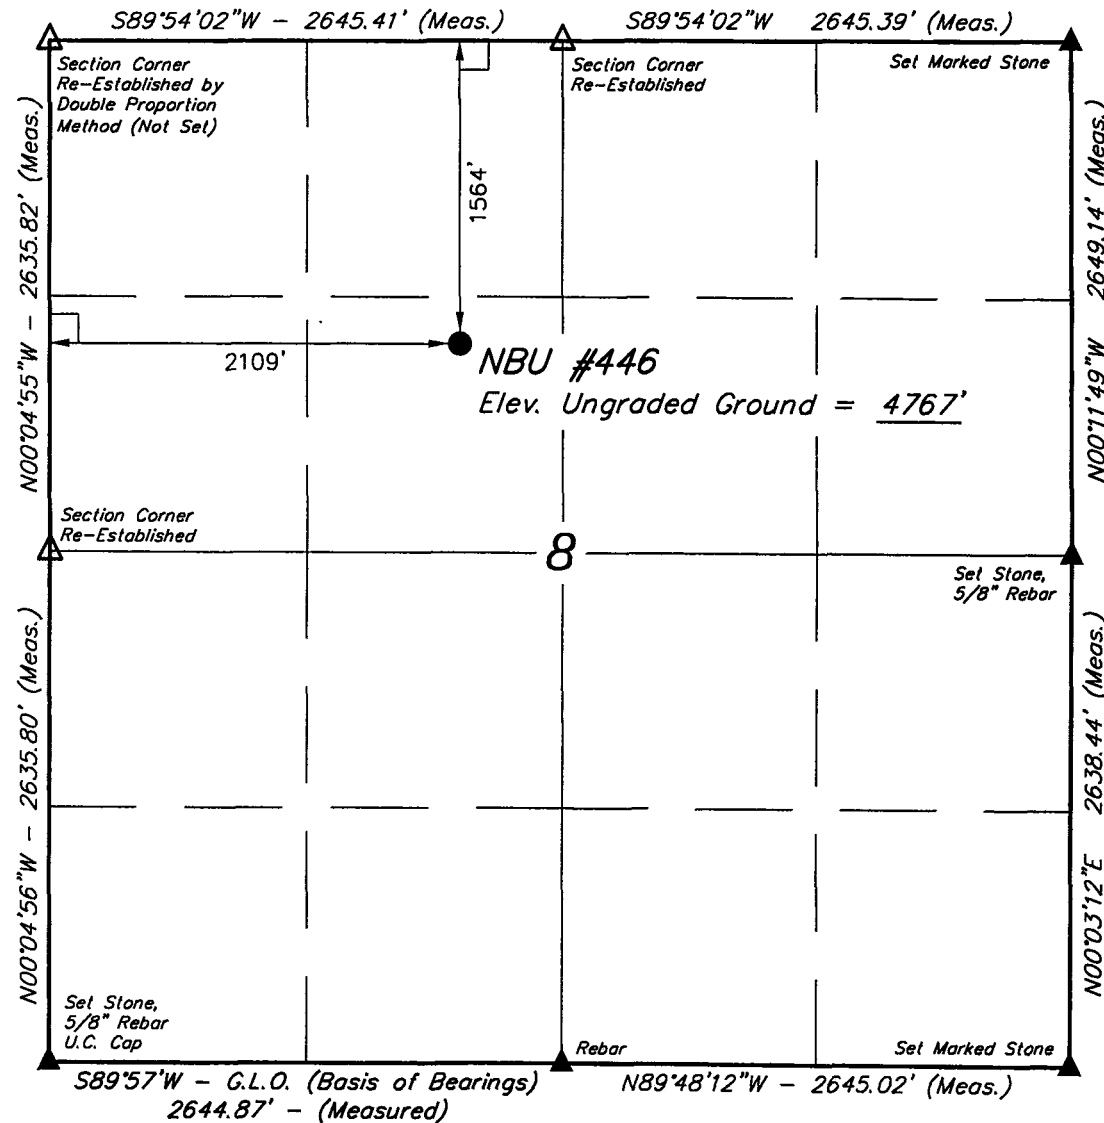 S89°54'02"W - 2645.41' (Meas.)
S89°54'02"W 2645.39' (Meas.)
Section Corner
Re-Established by
Double Proportion
Method (Not Set)
Section Corner
Re-Established
Set Marked Stone
N00°04'55"W - 2635.82' (Meas.)
1564'
N00°11'49"W 2649.14' (Meas.)
2109'
NBU #446
Elev. Ungraded Ground = 4767'
Section Corner
Re-Established
8
Set Stone,
5/8" Rebar
N00°04'56"W - 2635.80' (Meas.)
N00°03'12"E 2638.44' (Meas.)
Set Stone,
5/8" Rebar
U.C. Cap
Rebar
Set Marked Stone
S89°57'W - G.L.O. (Basis of Bearings)
2644.87' - (Measured)
N89°48'12"W - 2645.02' (Meas.)